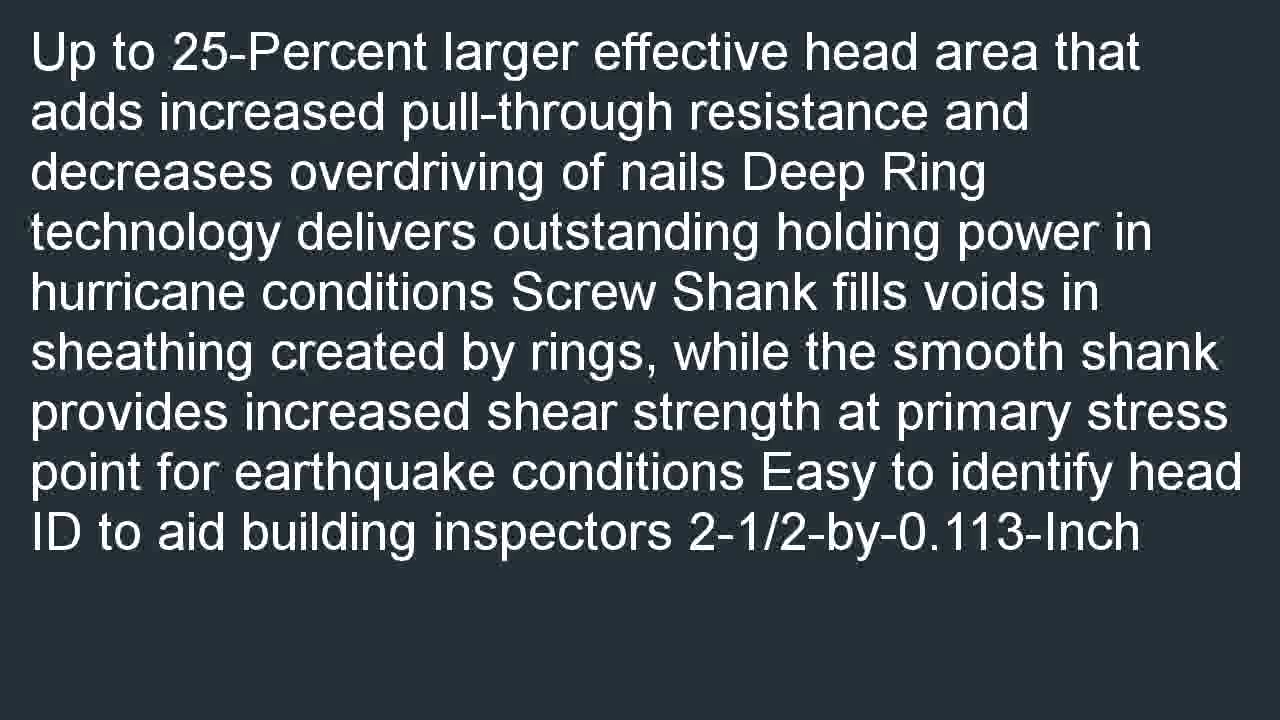 Up to 25-Percent larger effective head area that
adds increased pull-through resistance and
decreases overdriving of nails Deep Ring
technology delivers outstanding holding power in
hurricane conditions Screw Shank fills voids in
sheathing created by rings, while the smooth shank
provides increased shear strength at primary stress
point for earthquake conditions Easy to identify head
ID to aid building inspectors 2-1/2-by-0.113-Inch